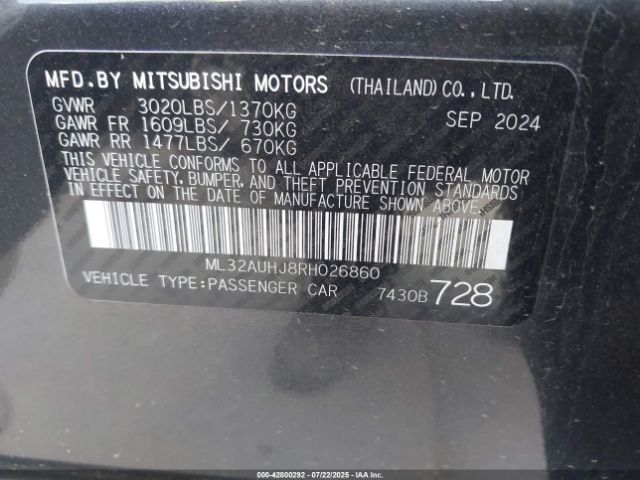 MFD.BY MITSUBISHI MOTORS (THAILAND)CO.,LTD.
GVWR 3020LBS/1370KG
SEP 2024
GAWR FR 1609LBS/ 730KG
GAWR RR 1477LBS/ 670KG
THIS VEHICLE CONFORMS TO ALL APPLICABLE FEDERAL MOTOR
VEHICLE SAFETY,BUMPER,AND THEFT PREVENTION STANDARDS
IN EFFECT ON THE DATE OF MANUFACTURE SHOWN ABOVE.
ML32AUHJ8RH026860
VEHICLE TYPE:PASSENGER CAR 7430B 728
000-42800292 | 07/22/2025 | IAAI.CA